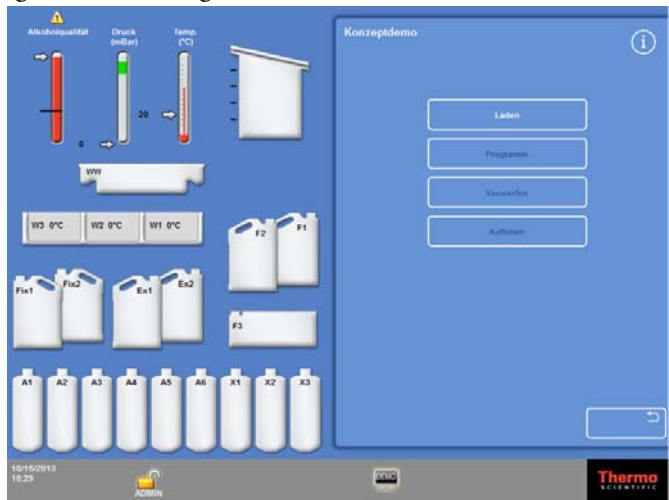 Alkoholqualität
Druck
(mBar)
Temp.
(°C)
Konzeptdemo
i
20
0
Laden
Programm
Verwerfen
Auffüllen
WW
W3 0°C
W2 0°C
W1 0°C
F2
F1
Fix1
Fix2
Ex1
Ex2
F3
A1
A2
A3
A4
A5
A6
X1
X2
X3
10/15/2013
10:29
ADMIN
DEMO
Thermo
SCIENTIFIC